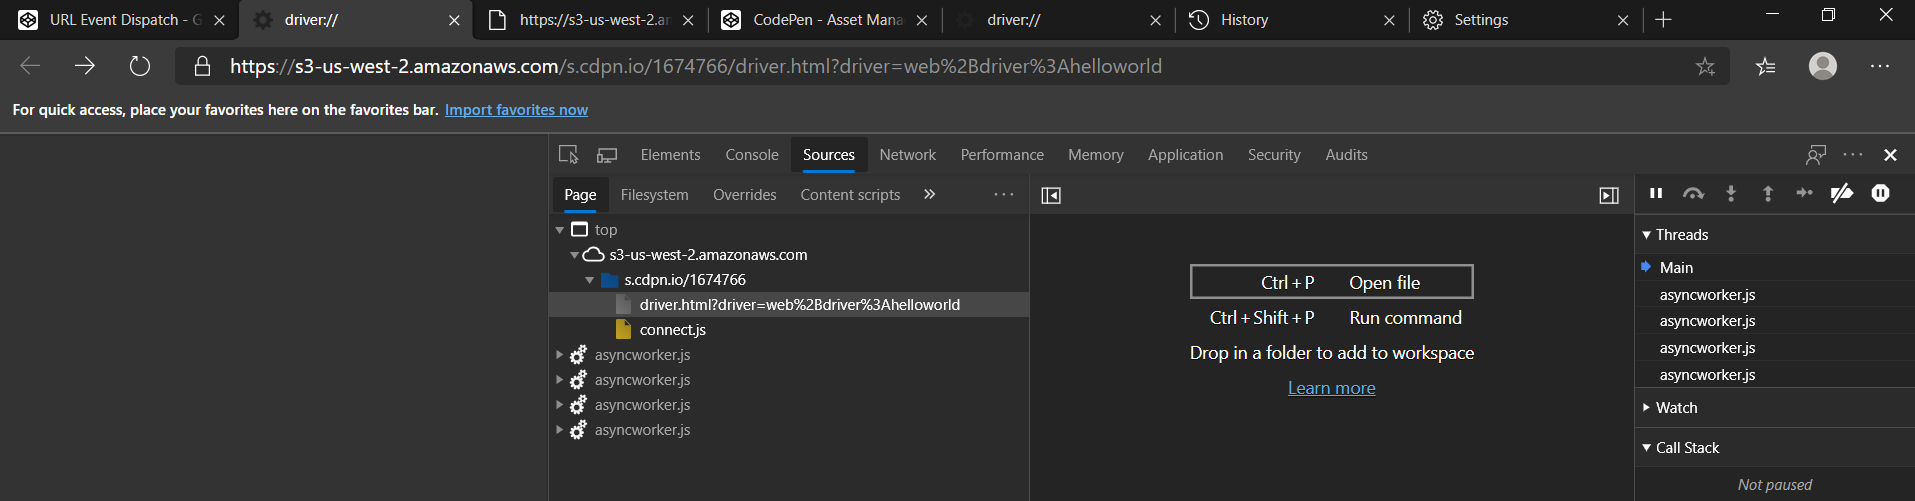 URL Event Dispatch - G
driver://
https://s3-us-west-2.am
CodePen - Asset Mana
driver://
History
Settings
https://s3-us-west-2.amazonaws.com/s.cdpn.io/1674766/driver.html?driver=web%2Bdriver%3Ahelloworld
For quick access, place your favorites here on the favorites bar. Import favorites now
Elements Console Sources Network Performance Memory Application Security Audits
Page Filesystem Overrides Content scripts
top
s3-us-west-2.amazonaws.com
s.cdpn.io/1674766
driver.html?driver=web%2Bdriver%3Ahelloworld
connect.js
asyncworker.js
asyncworker.js
asyncworker.js
asyncworker.js
Ctrl + P Open file
Ctrl + Shift + P Run command
Drop in a folder to add to workspace
Learn more
Threads
Main
asyncworker.js
asyncworker.js
asyncworker.js
asyncworker.js
Watch
Call Stack
Not paused